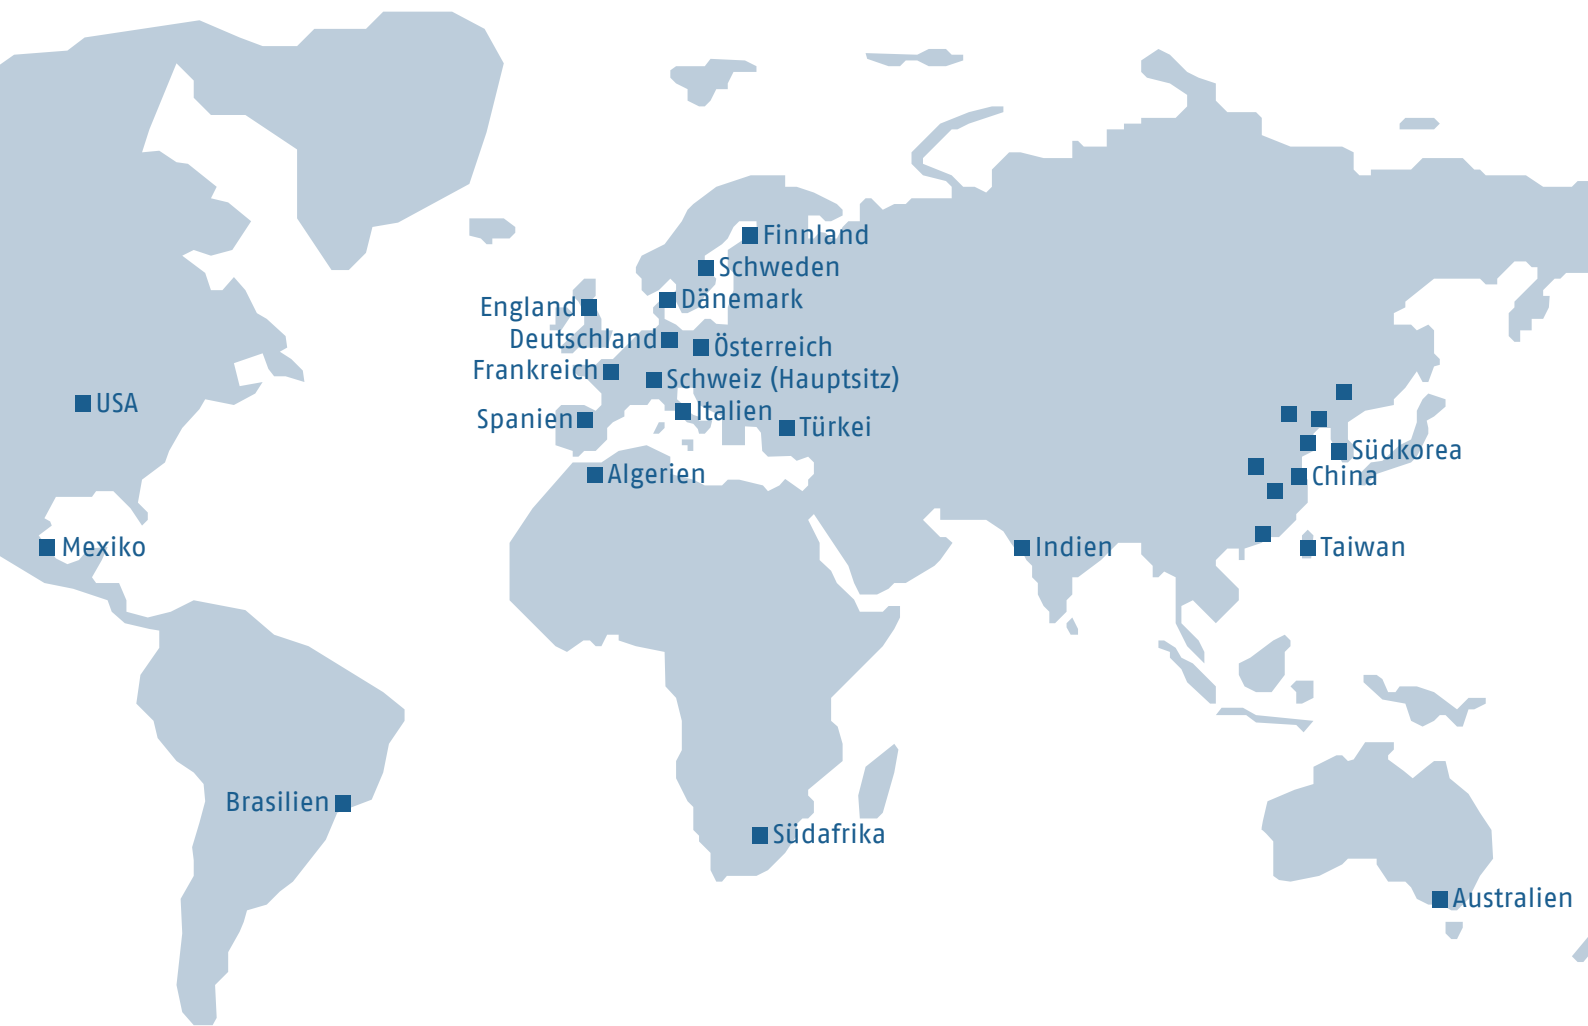 Finnland
Schweden
Dänemark
England
Deutschland
Österreich
Frankreich
Schweiz (Hauptsitz)
USA
Italien
Spanien
Türkei
Südkorea
Algerien
China
Mexiko
Indien
Taiwan
Brasilien
Südafrika
Australien